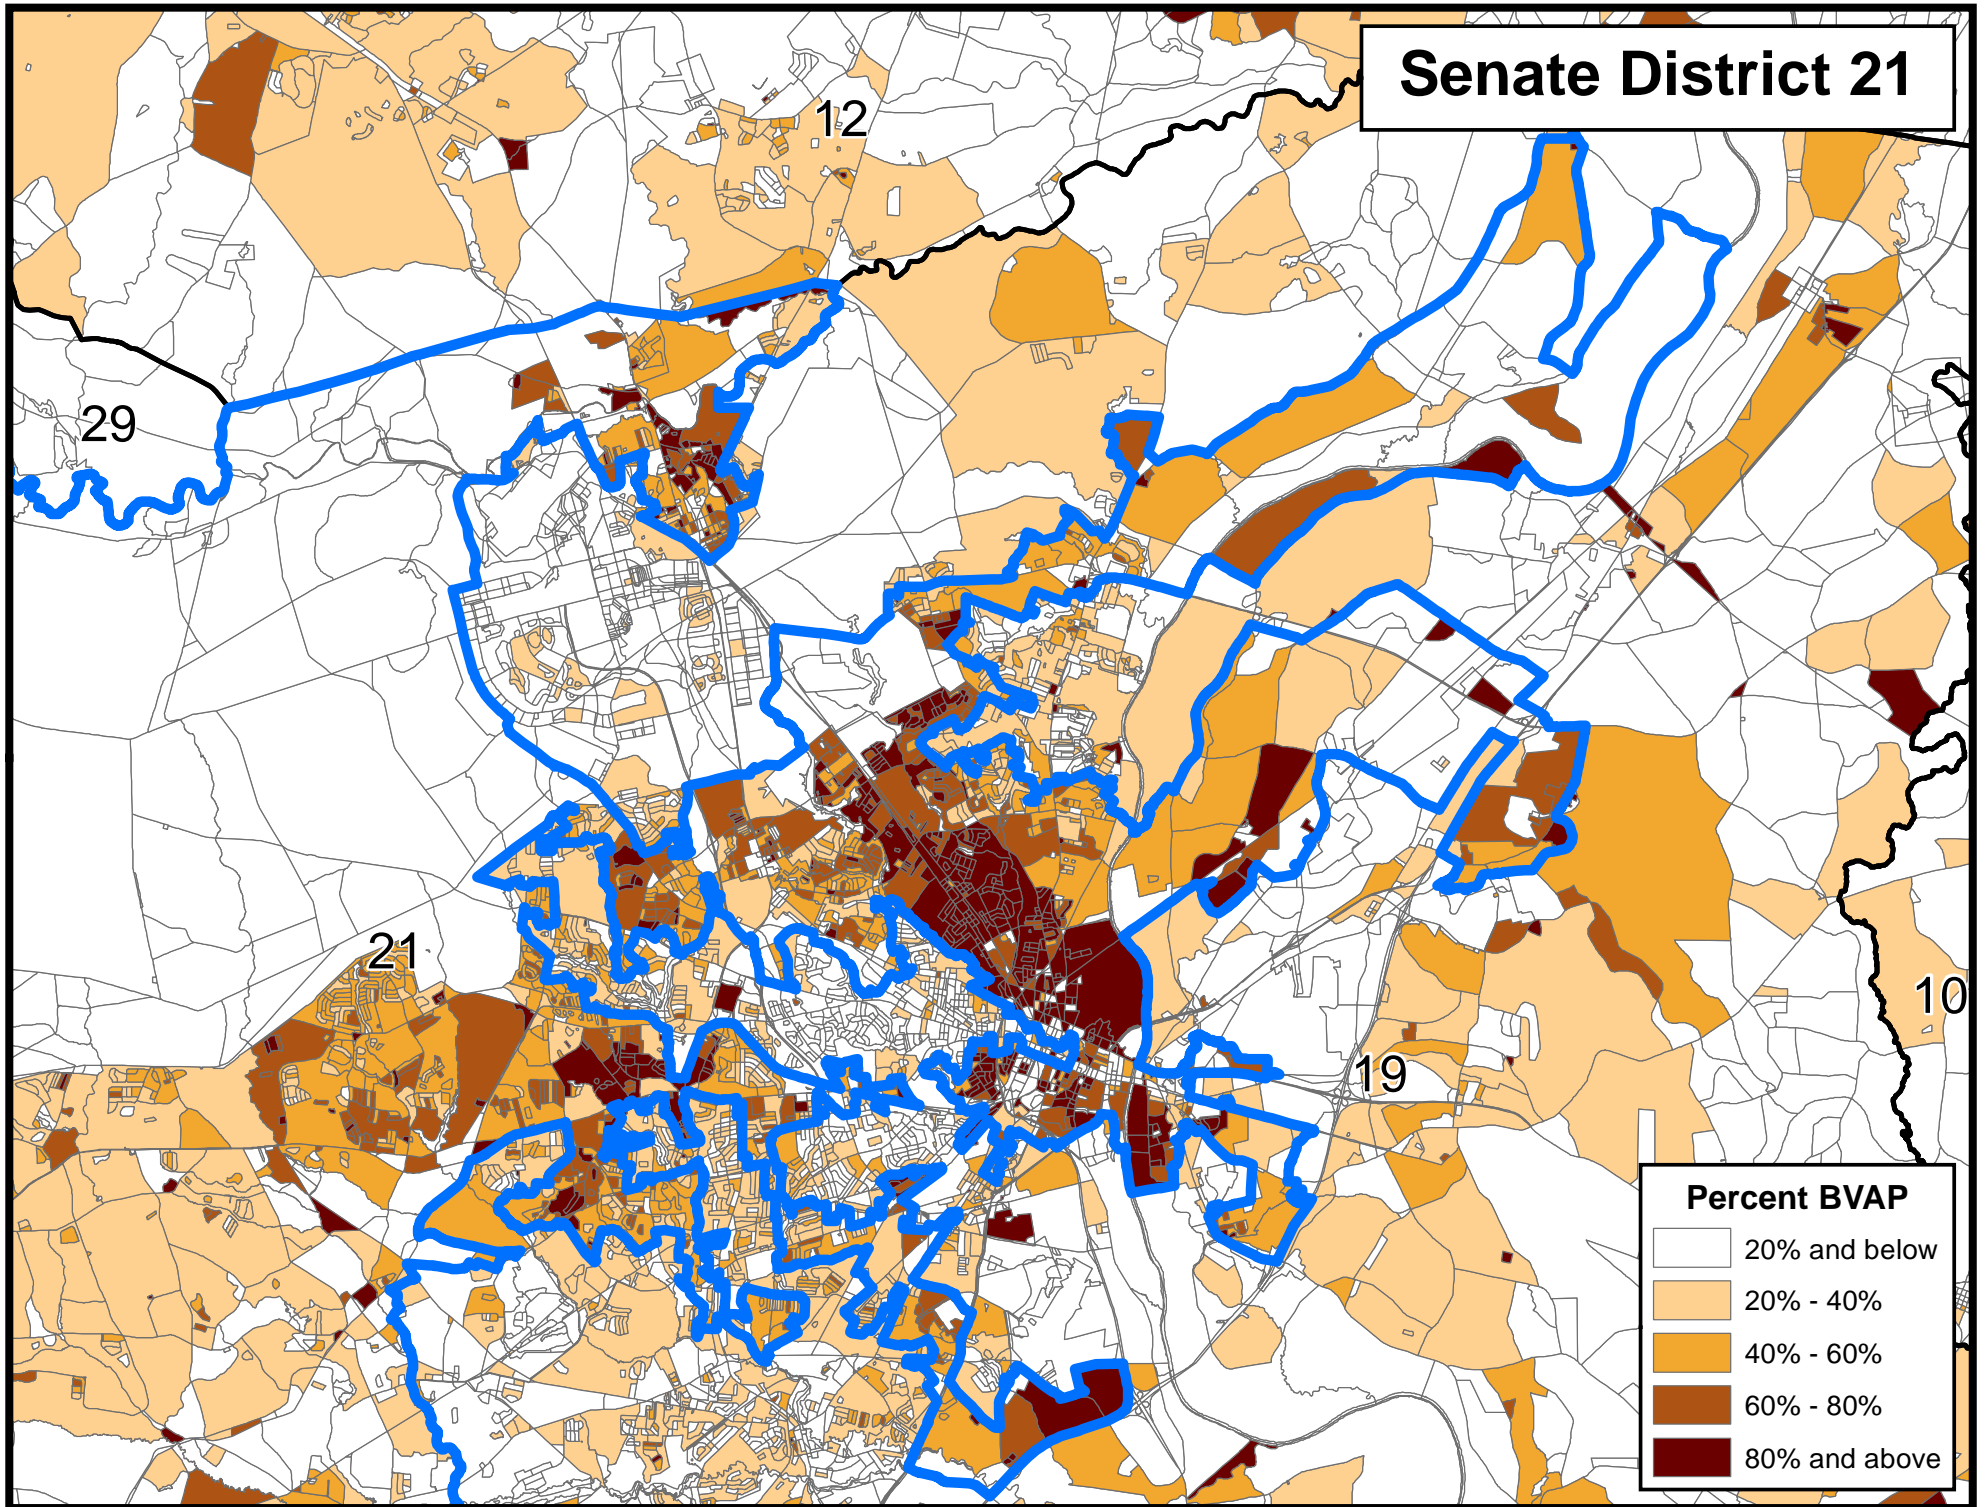 Senate District 21
12
29
21
10
19
Percent BVAP
20% and below
20% - 40%
40% - 60%
60% - 80%
80% and above